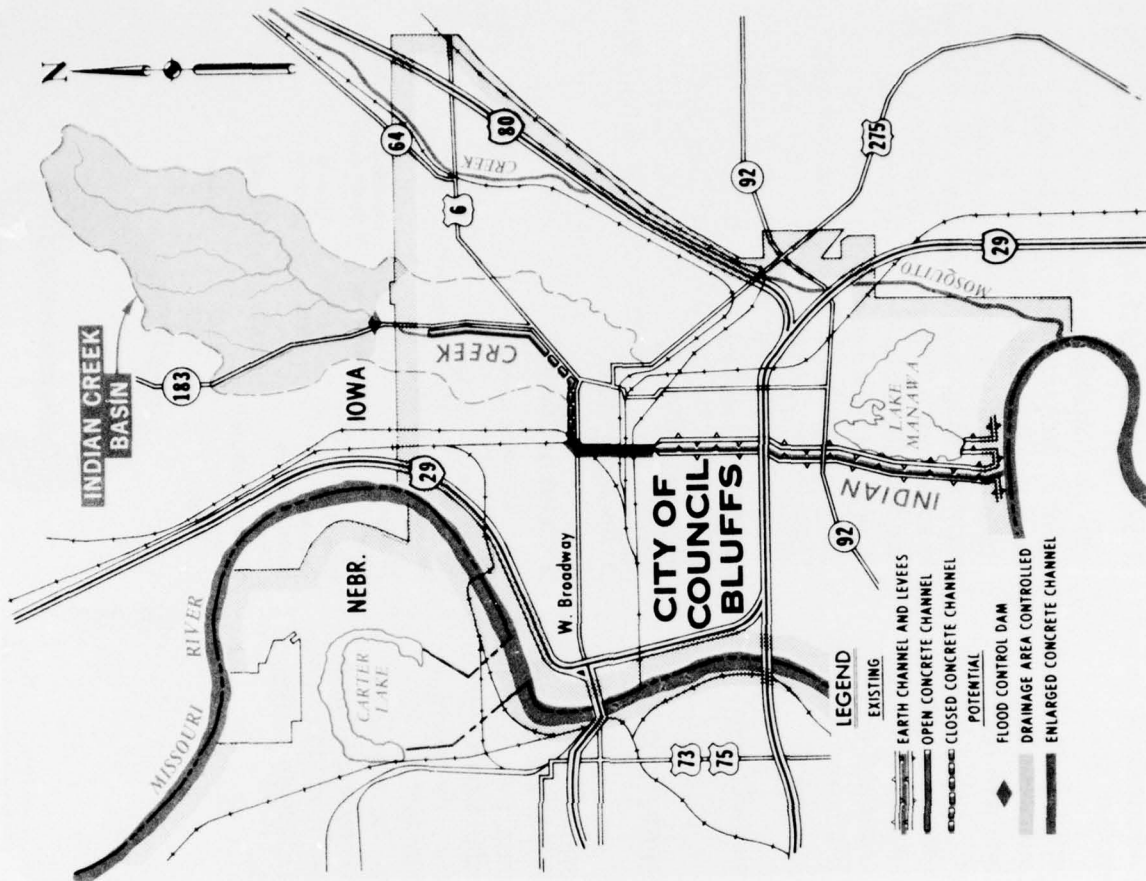 N
INDIAN CREEK
BASIN
183
64
80
6
CREEK
CREEK
IOWA
29
NEBR.
MISSOURI RIVER
CARTER
LAKE
W. Broadway
CITY OF
COUNCIL
BLUFFS
92
275
29
MOSQUITO
LAKE
MANAWA
INDIAN
92
73
75
LEGEND
EXISTING
EARTH CHANNEL AND LEVEES
OPEN CONCRETE CHANNEL
CLOSED CONCRETE CHANNEL
POTENTIAL
FLOOD CONTROL DAM
DRAINAGE AREA CONTROLLED
ENLARGED CONCRETE CHANNEL